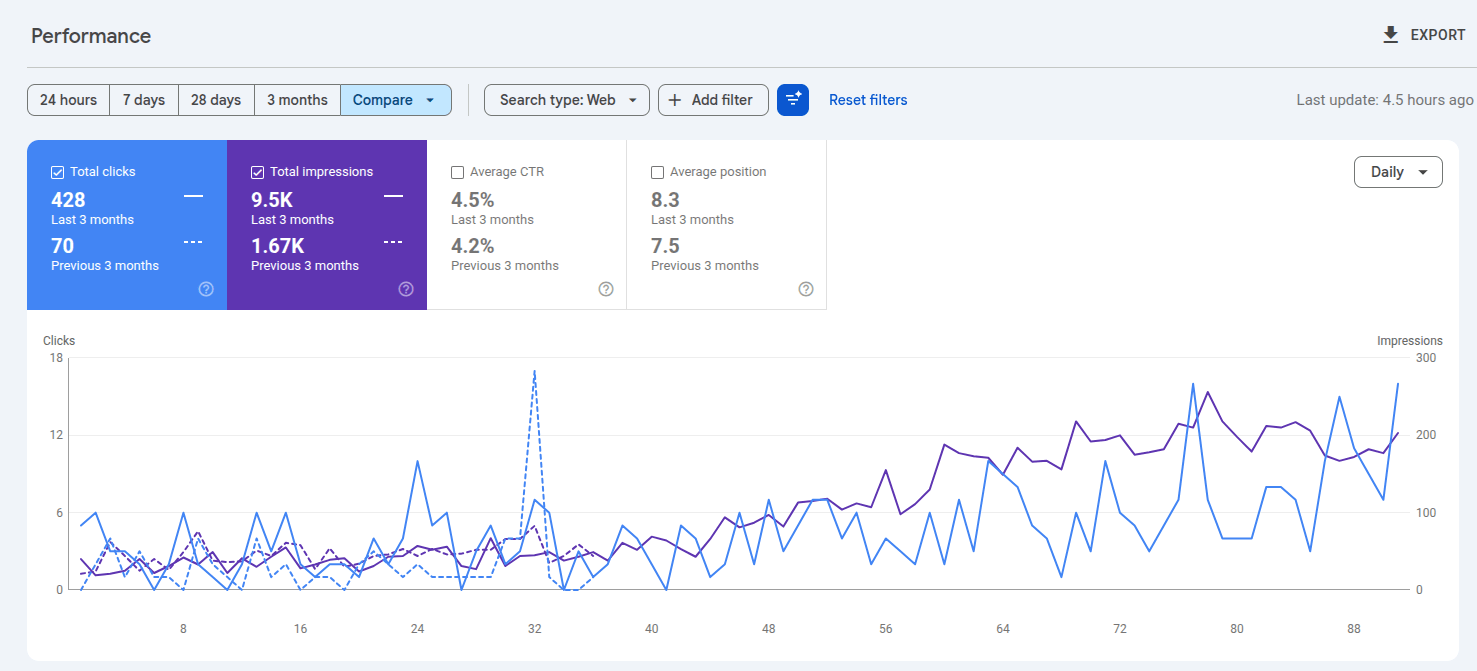 Performance
EXPORT
24 hours 7 days 28 days 3 months Compare Search type: Web Add filter Reset filters Last update: 4.5 hours ago
Total clicks
428
Last 3 months
70
Previous 3 months
Total impressions
9.5K
Last 3 months
1.67K
Previous 3 months
Average CTR
4.5%
Last 3 months
4.2%
Previous 3 months
Average position
8.3
Last 3 months
7.5
Previous 3 months
Daily
Clicks Impressions
18 300
12 200
6 100
0 0
8 16 24 32 40 48 56 64 72 80 88